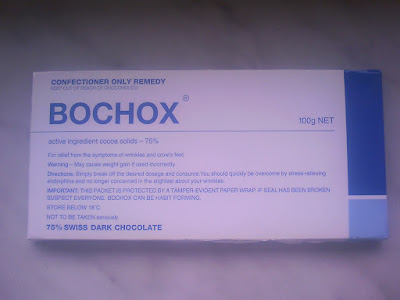 CONFECTIONER ONLY REMEDY
KEEP OUT OF REACH OF CHOCOHOLICS
BOCHOX®
100g NET
active ingredient cocoa solids – 75%
For relief from the symptoms of wrinkles and crow's feet.
Warning – May cause weight gain if used incorrectly.
Directions: Simply break off the desired dosage and consume. You should quickly be overcome by stress-relieving
endorphins and no longer concerned in the slightest about your wrinkles.
IMPORTANT: THIS PACKET IS PROTECTED BY A TAMPER-EVIDENT PAPER WRAP. IF SEAL HAS BEEN BROKEN
SUSPECT EVERYONE. BOCHOX CAN BE HABIT FORMING.
STORE BELOW 18°C
NOT TO BE TAKEN seriously.
75% SWISS DARK CHOCOLATE